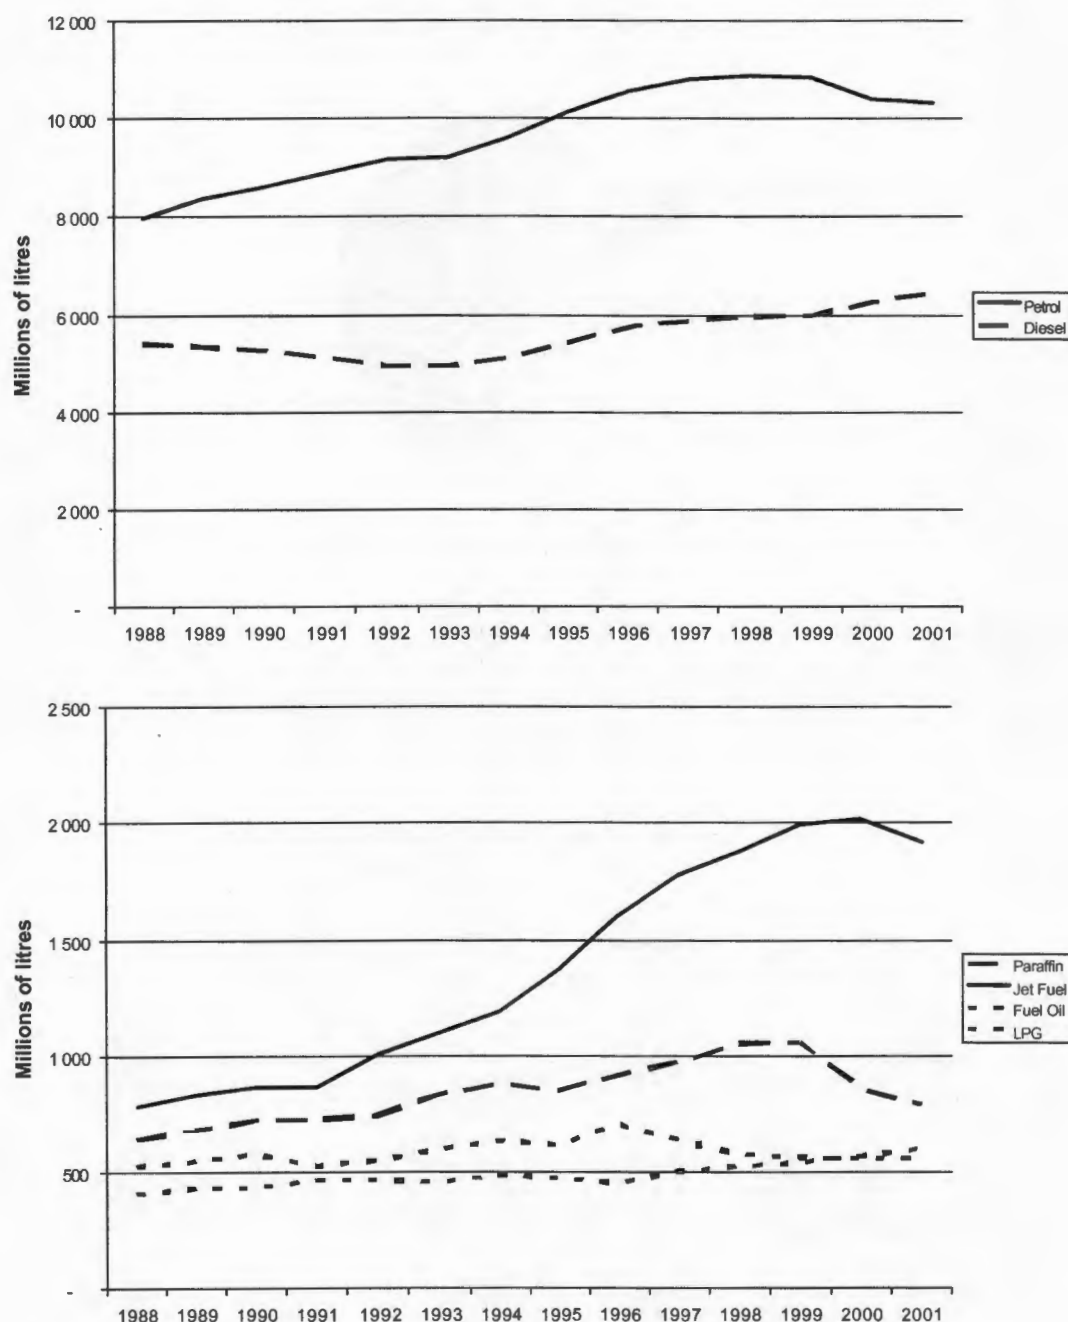 12 000
10 000
8 000
6 000
4 000
2 000
-
Millions of litres
1988 1989 1990 1991 1992 1993 1994 1995 1996 1997 1998 1999 2000 2001
Petrol
Diesel
2 500
2 000
1 500
1 000
500
-
Millions of litres
1988 1989 1990 1991 1992 1993 1994 1995 1996 1997 1998 1999 2000 2001
Paraffin
Jet Fuel
Fuel Oil
LPG